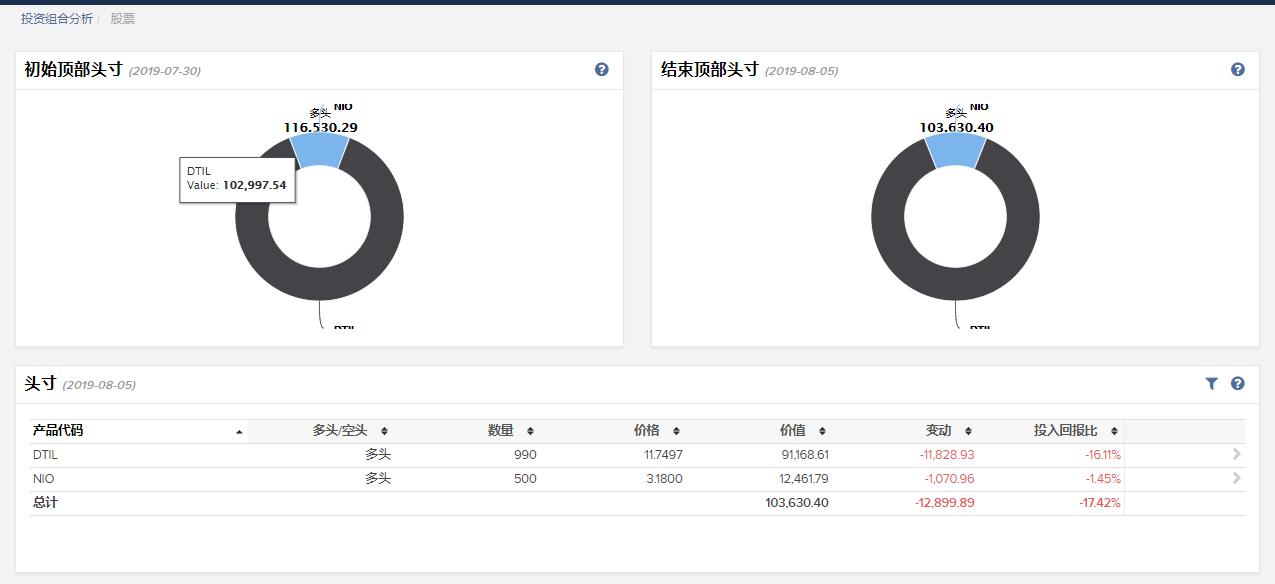 投资组合分析 / 股票
初始顶部头寸 (2019-07-30)
NIO
多头
116,530.29
DTIL
Value: 102,997.54
DTIL
结束顶部头寸 (2019-08-05)
NIO
多头
103,630.40
DTIL
头寸 (2019-08-05)
产品代码 多头/空头 数量 价格 价值 变动 投入回报比
DTIL 多头 990 11.7497 91,168.61 -11,828.93 -16.11%
NIO 多头 500 3.1800 12,461.79 -1,070.96 -1.45%
总计 103,630.40 -12,899.89 -17.42%